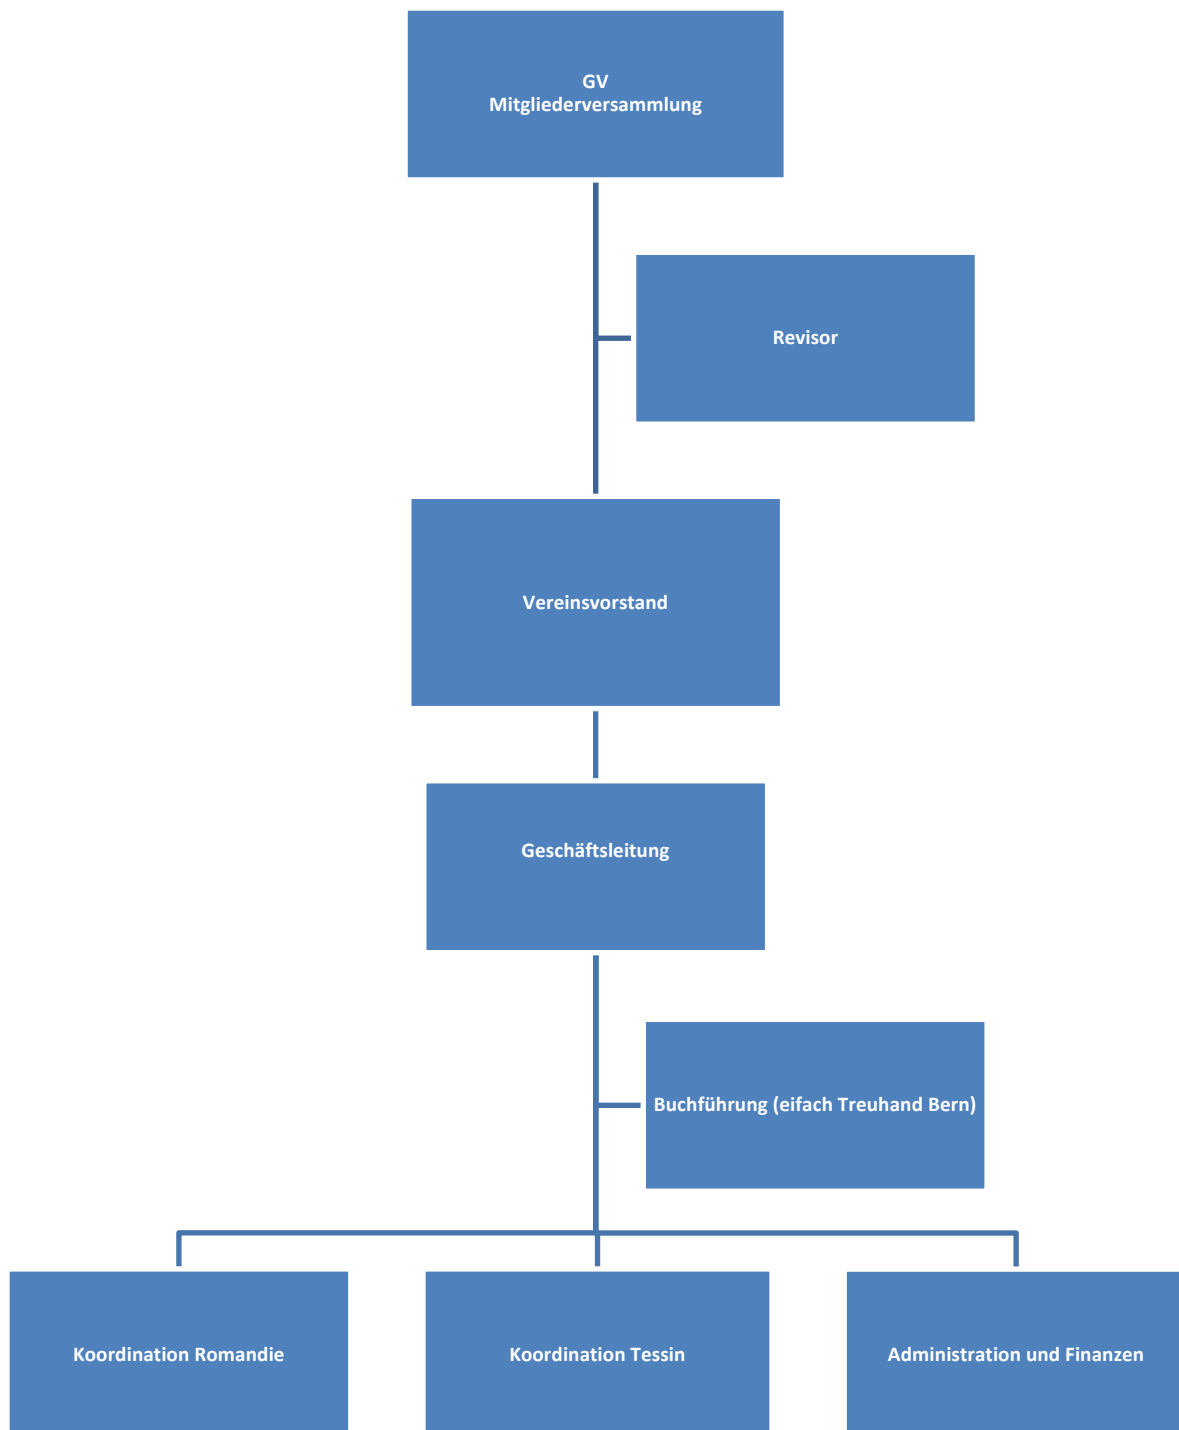 GV
Mitgliederversammlung
Revisor
Vereinsvorstand
Geschäftsleitung
Buchführung (eifach Treuhand Bern)
Koordination Romandie
Koordination Tessin
Administration und Finanzen